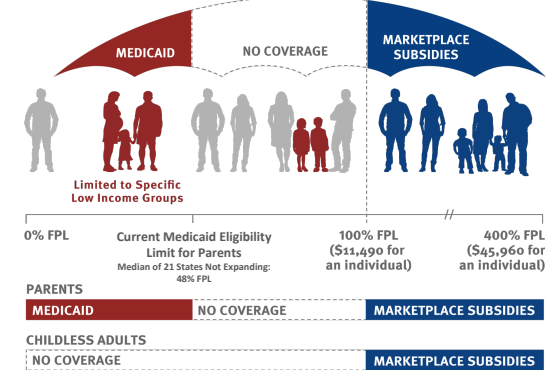 MEDICAID
NO COVERAGE
MARKETPLACE
SUBSIDIES
Limited to Specific
Low Income Groups
0% FPL
Current Medicaid Eligibility
Limit for Parents
Median of 21 States Not Expanding:
48% FPL
100% FPL
($11,490 for
an individual)
400% FPL
($45,960 for
an individual)
PARENTS
MEDICAID
NO COVERAGE
MARKETPLACE SUBSIDIES
CHILDLESS ADULTS
NO COVERAGE
MARKETPLACE SUBSIDIES